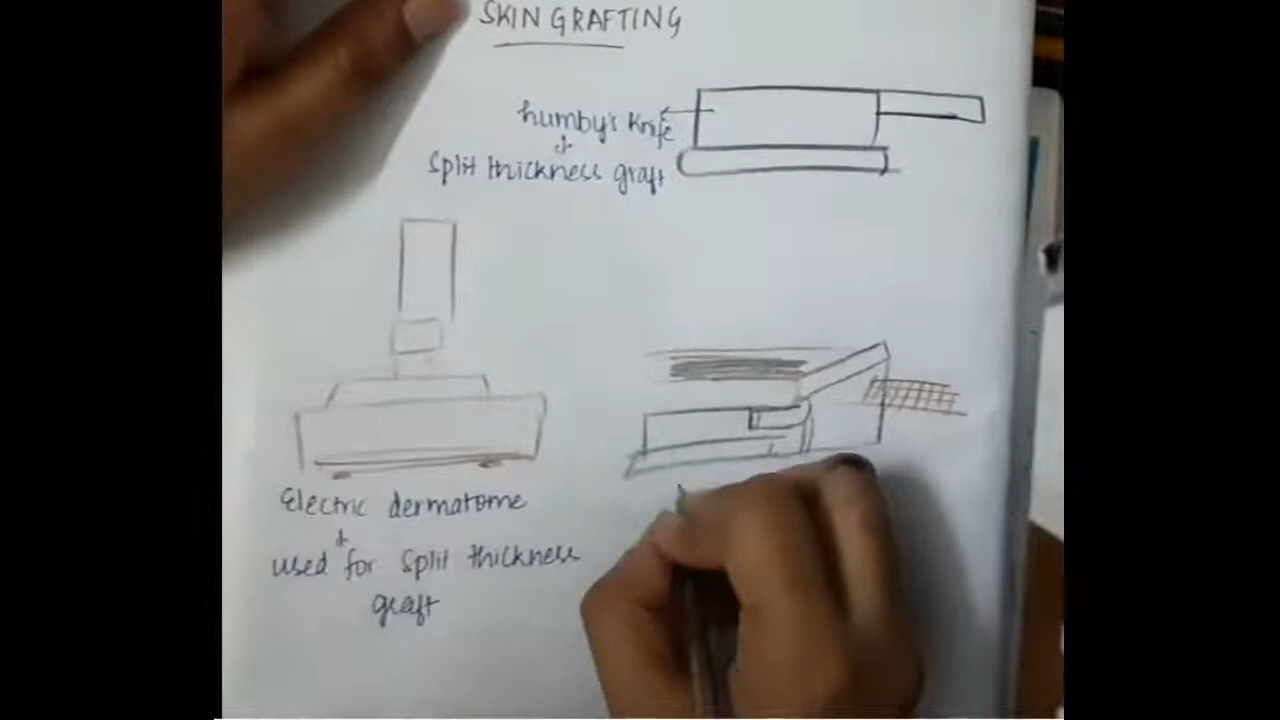 SKIN GRAFTING
humby's Knife
Split thickness graft
Electric dermatome
used for split thickness
graft